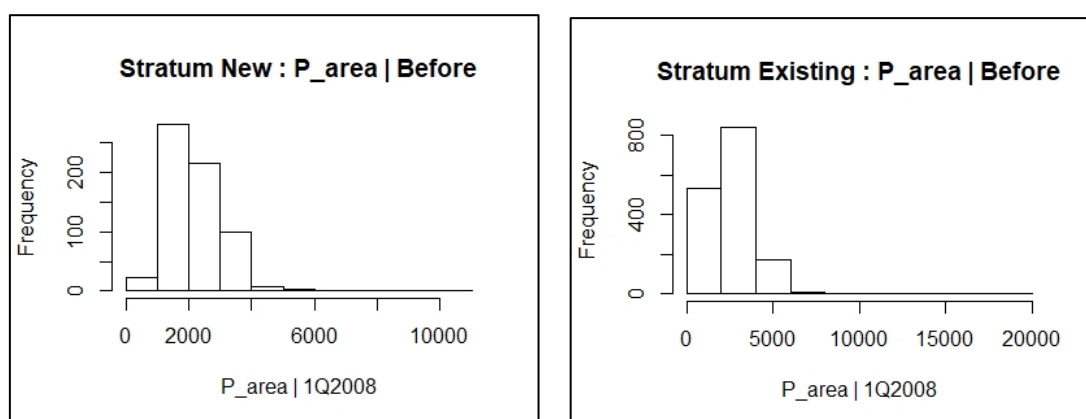 Stratum New : P_area | Before
Frequency
0
100
200
0
2000
6000
10000
P_area | 1Q2008
Stratum Existing : P_area | Before
Frequency
0
400
800
0
5000
10000
15000
20000
P_area | 1Q2008